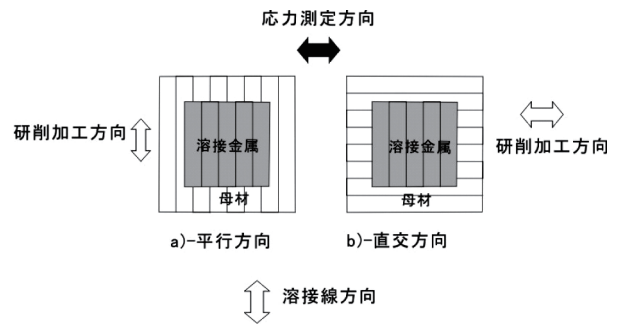 応力測定方向
研削加工方向
溶接金属
母材
溶接金属
母材
研削加工方向
a)-平行方向
b)-直交方向
溶接線方向